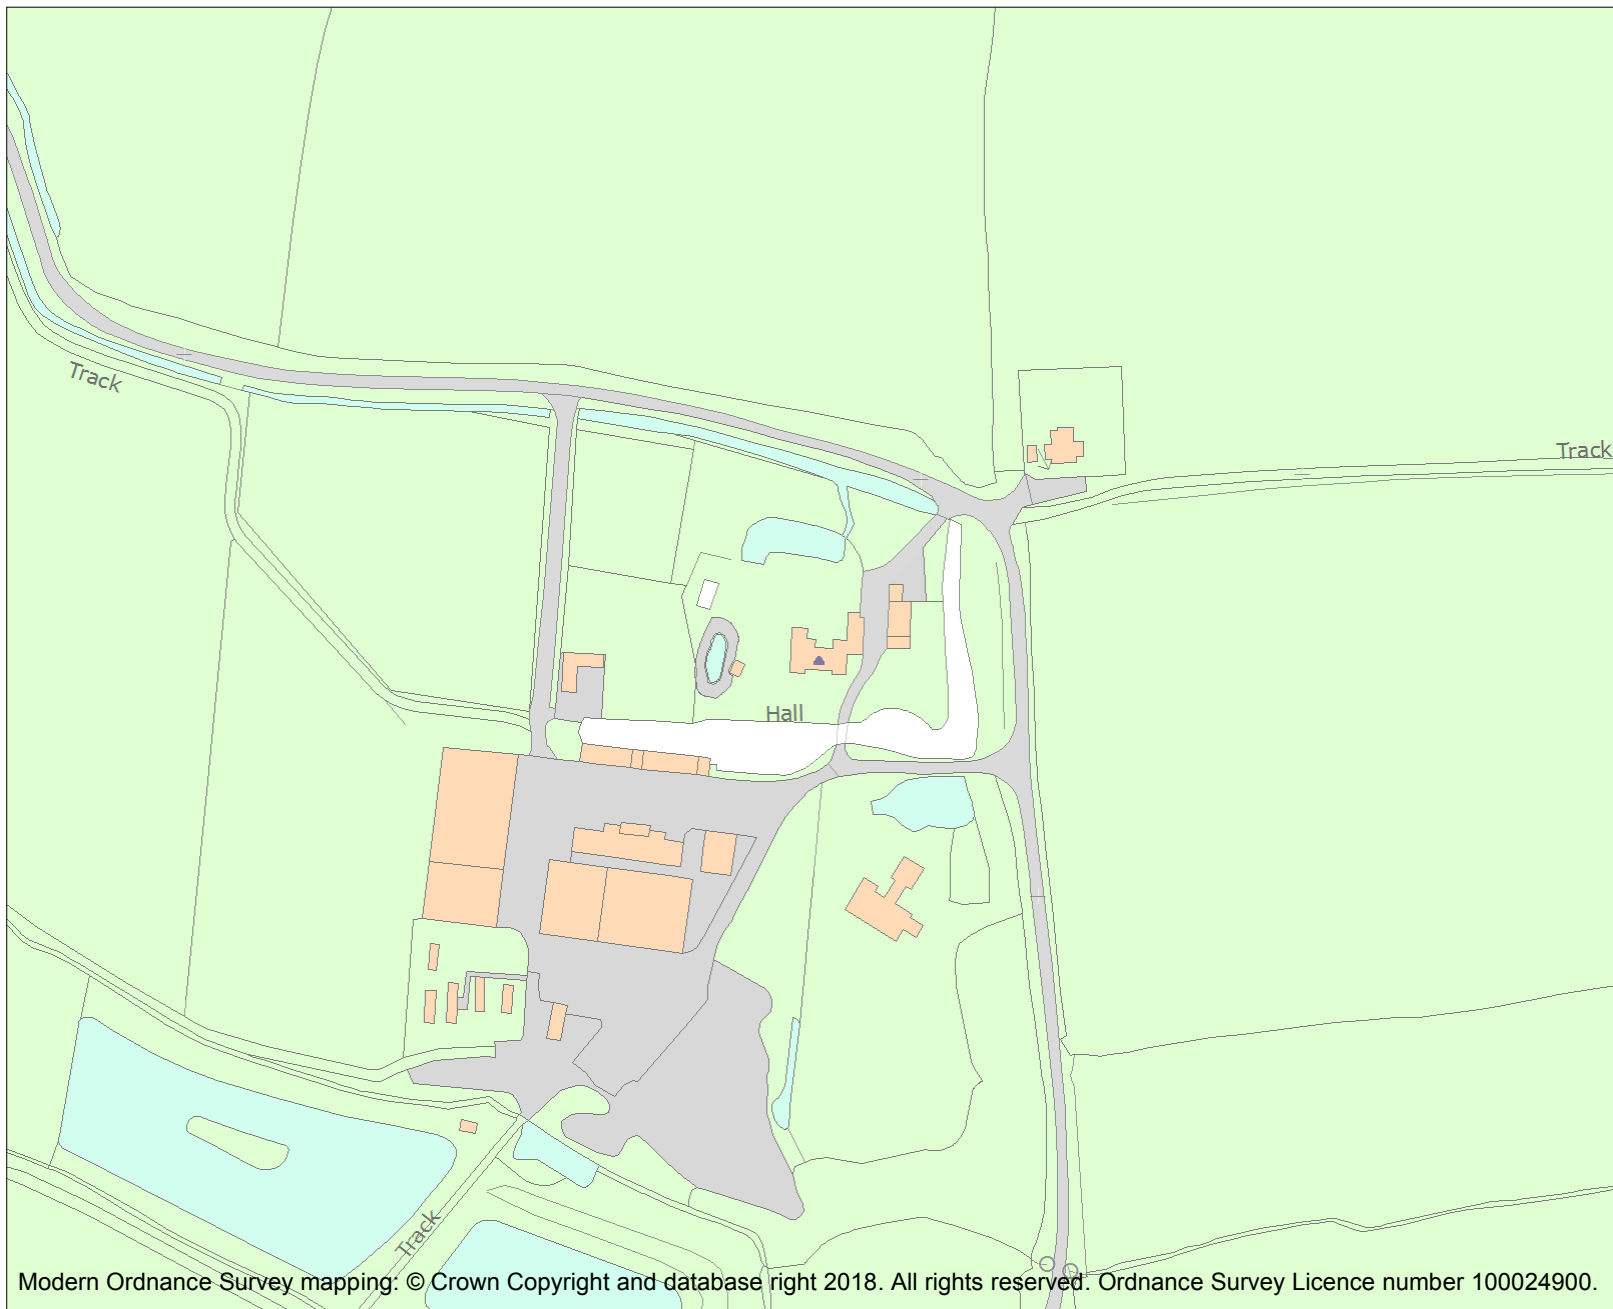 Track
Track
Hall
Track
Modern Ordnance Survey mapping: © Crown Copyright and database right 2018. All rights reserved. Ordnance Survey Licence number 100024900.